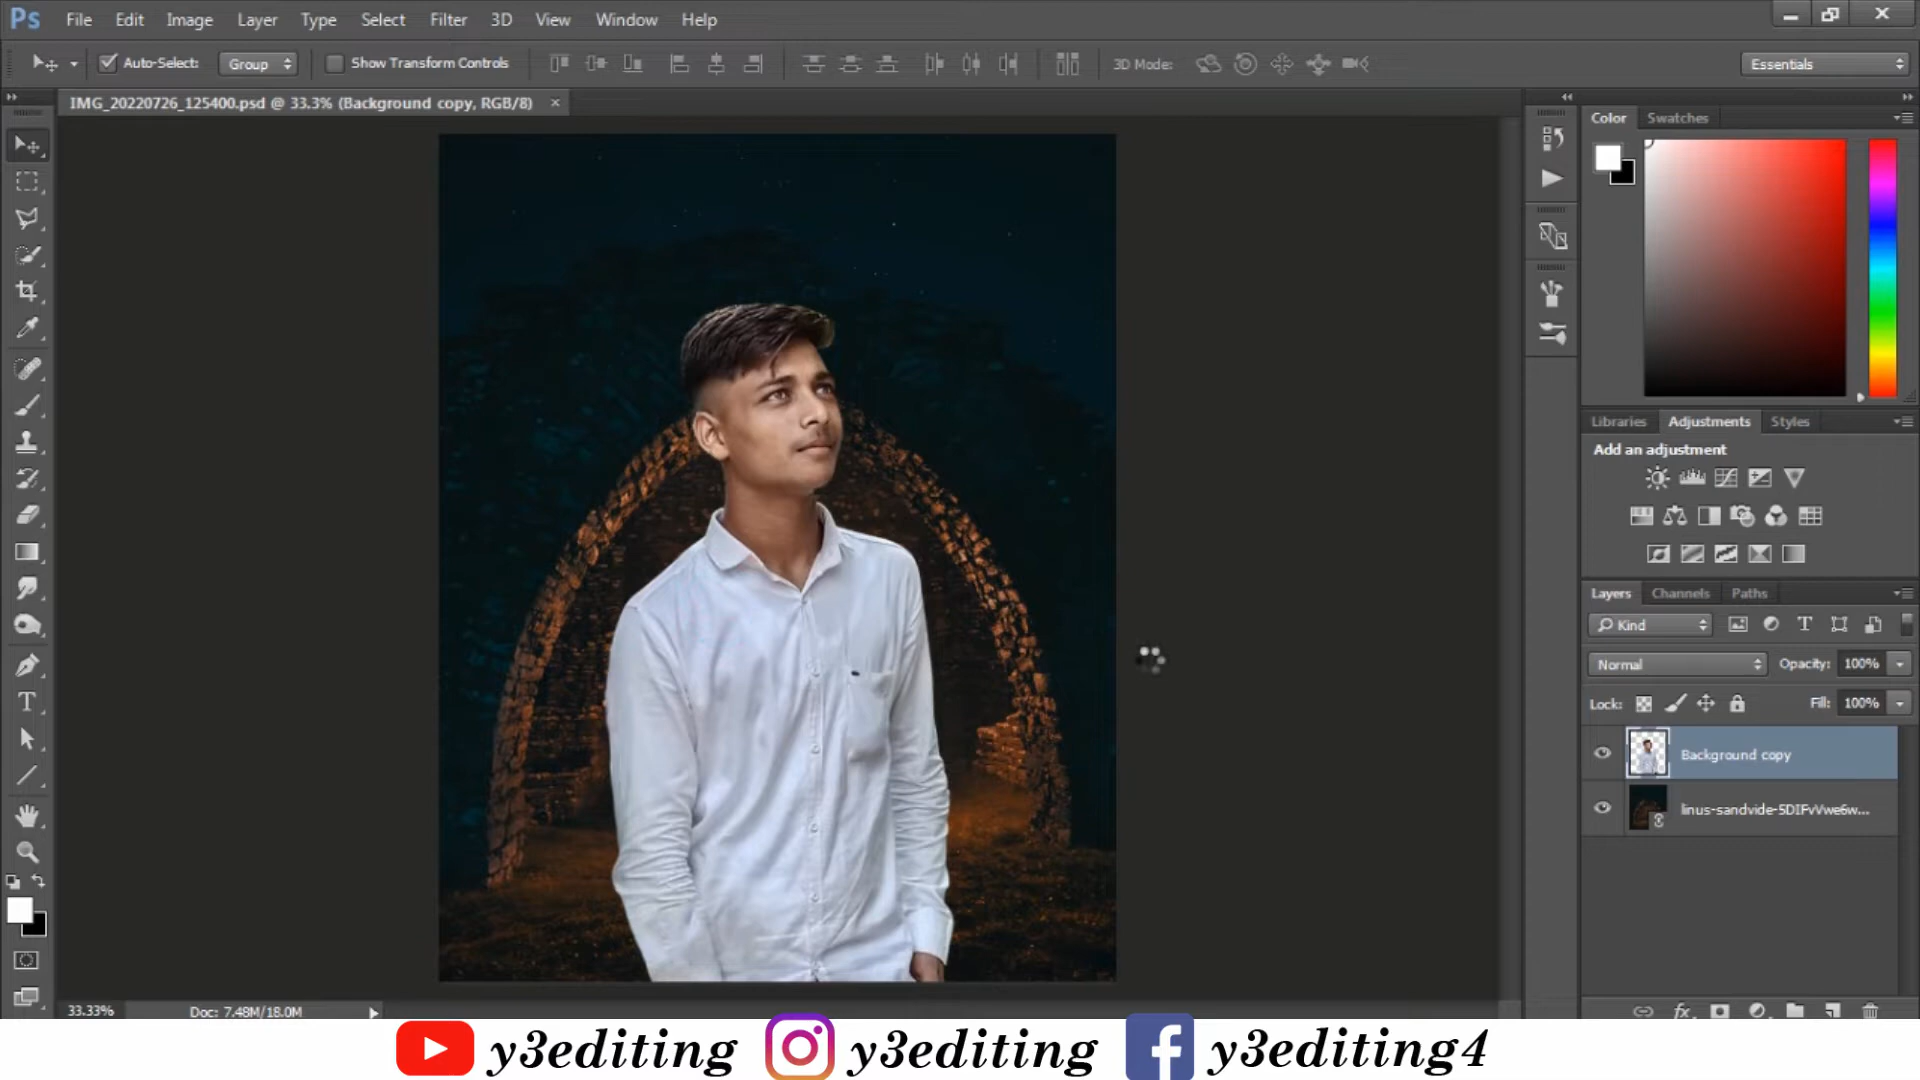 Ps File Edit Image Layer Type Select Filter 3D View Window Help
Auto-Select: Group Show Transform Controls 3D Mode: Essentials
IMG_20220726_125400.psd @ 33.3% (Background copy, RGB/8) ×
Color Swatches
Libraries Adjustments Styles
Add an adjustment
Layers Channels Paths
Kind
Normal Opacity: 100%
Lock: Fill: 100%
Background copy
linus-sandvide-5DIFvVwe6w...
33.33% Doc: 7.48M/18.0M
y3editing y3editing y3editing4